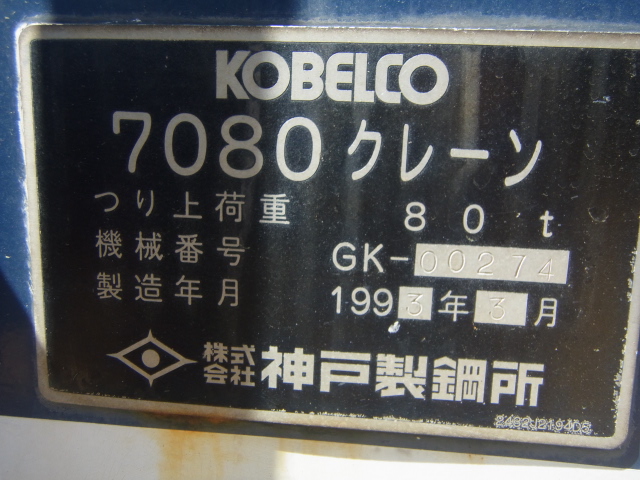 KOBELCO
7080クレーン
つり上荷重 80t
機械番号 GK-00274
製造年月 1993年3月
株式会社 神戸製鋼所